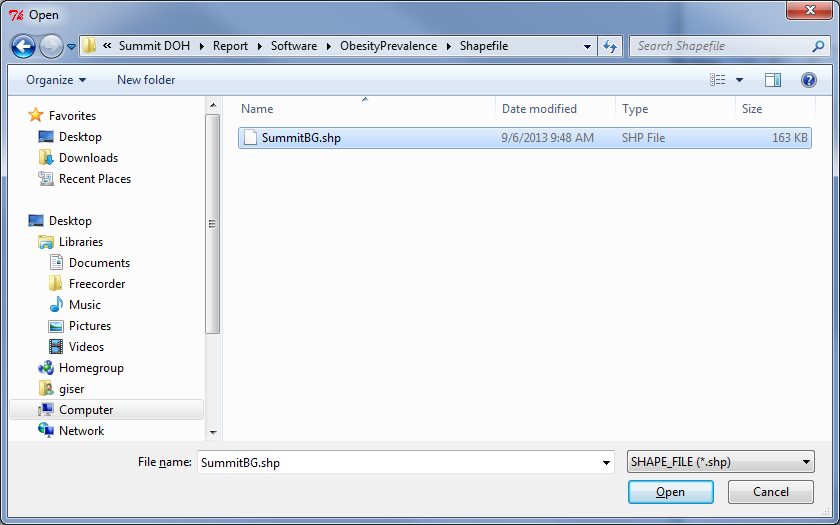 Open
« Summit DOH Report Software ObesityPrevalence Shapefile
Search Shapefile
Organize New folder
Favorites
Desktop
Downloads
Recent Places
Desktop
Libraries
Documents
Freecorder
Music
Pictures
Videos
Homegroup
giser
Computer
Network
Name Date modified Type Size
SummitBG.shp 9/6/2013 9:48 AM SHP File 163 KB
File name: SummitBG.shp SHAPE_FILE (*.shp)
Open Cancel